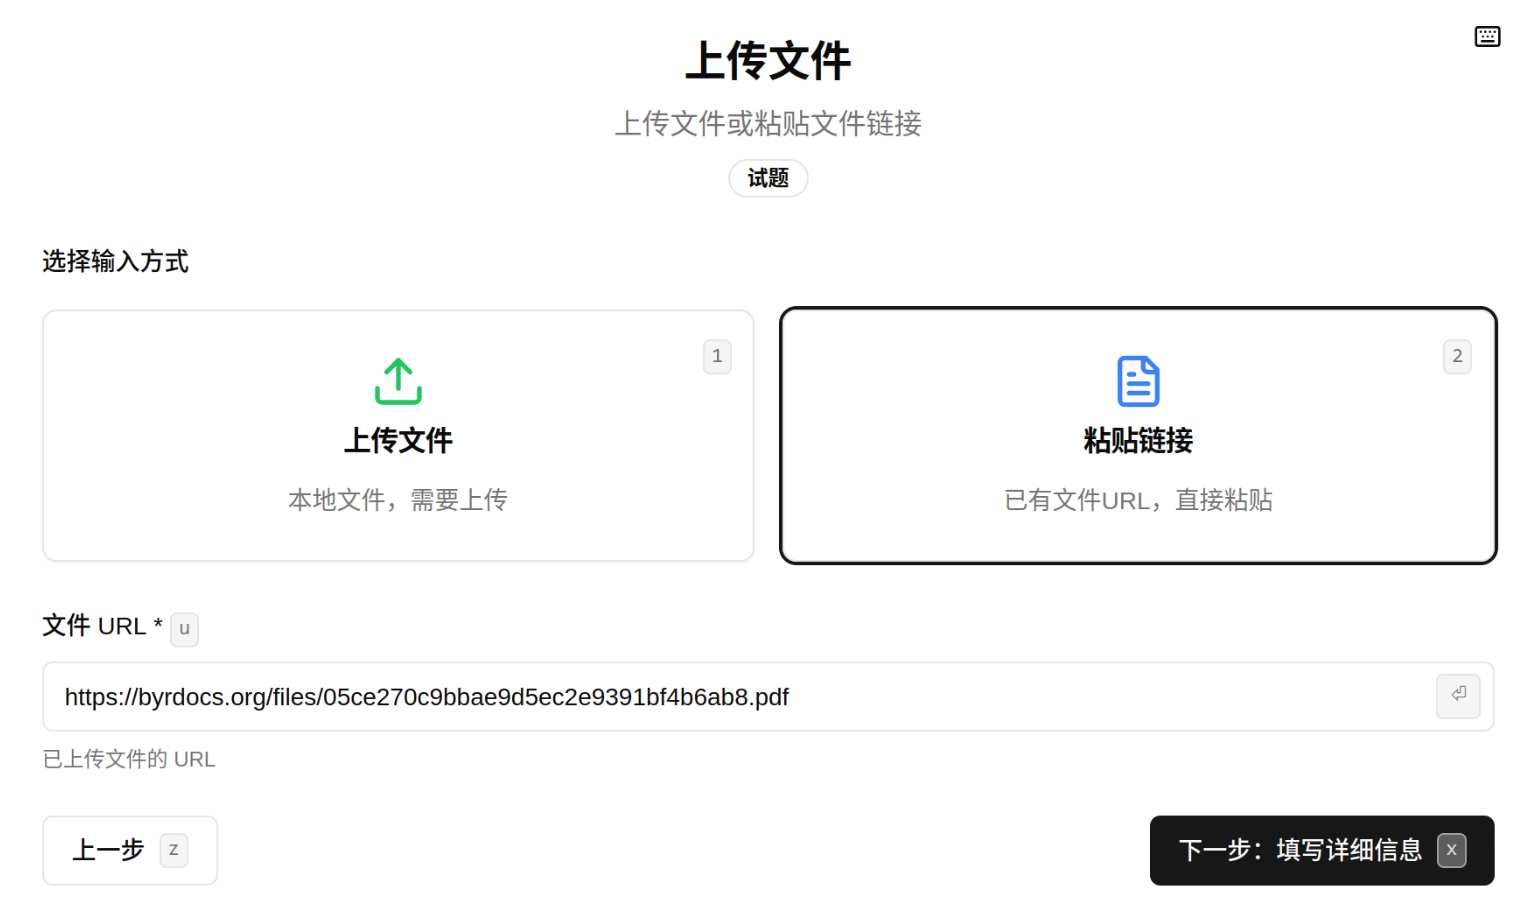 上传文件
上传文件或粘贴文件链接
试题
选择输入方式
1
上传文件
本地文件，需要上传
2
粘贴链接
已有文件URL，直接粘贴
文件 URL * u
https://byrdocs.org/files/05ce270c9bbae9d5ec2e9391bf4b6ab8.pdf ⏎
已上传文件的 URL
上一步 z
下一步：填写详细信息 x